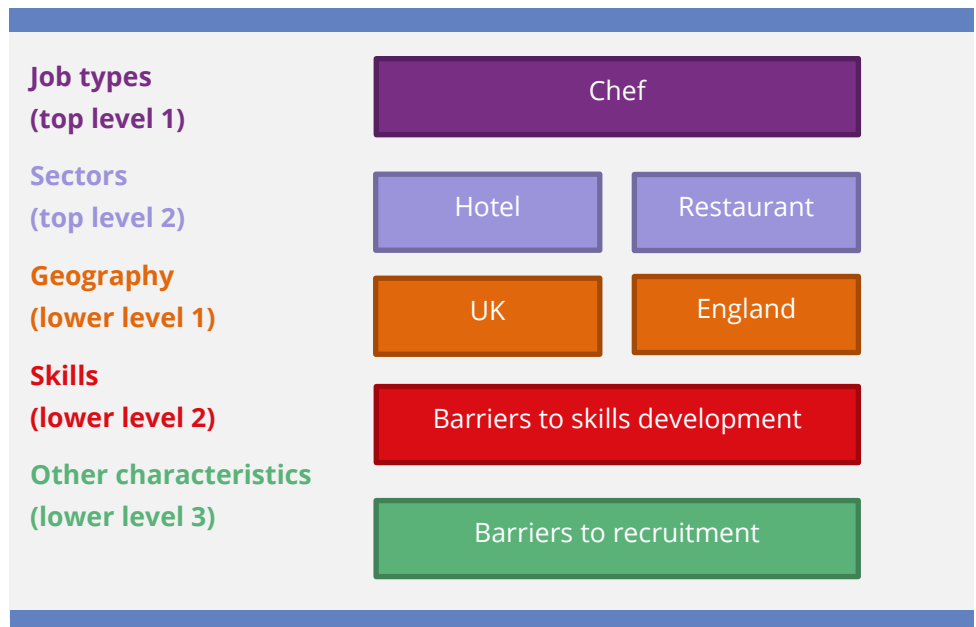 Job types
(top level 1)
Chef
Sectors
(top level 2)
Hotel
Restaurant
Geography
(lower level 1)
UK
England
Skills
(lower level 2)
Barriers to skills development
Other characteristics
(lower level 3)
Barriers to recruitment